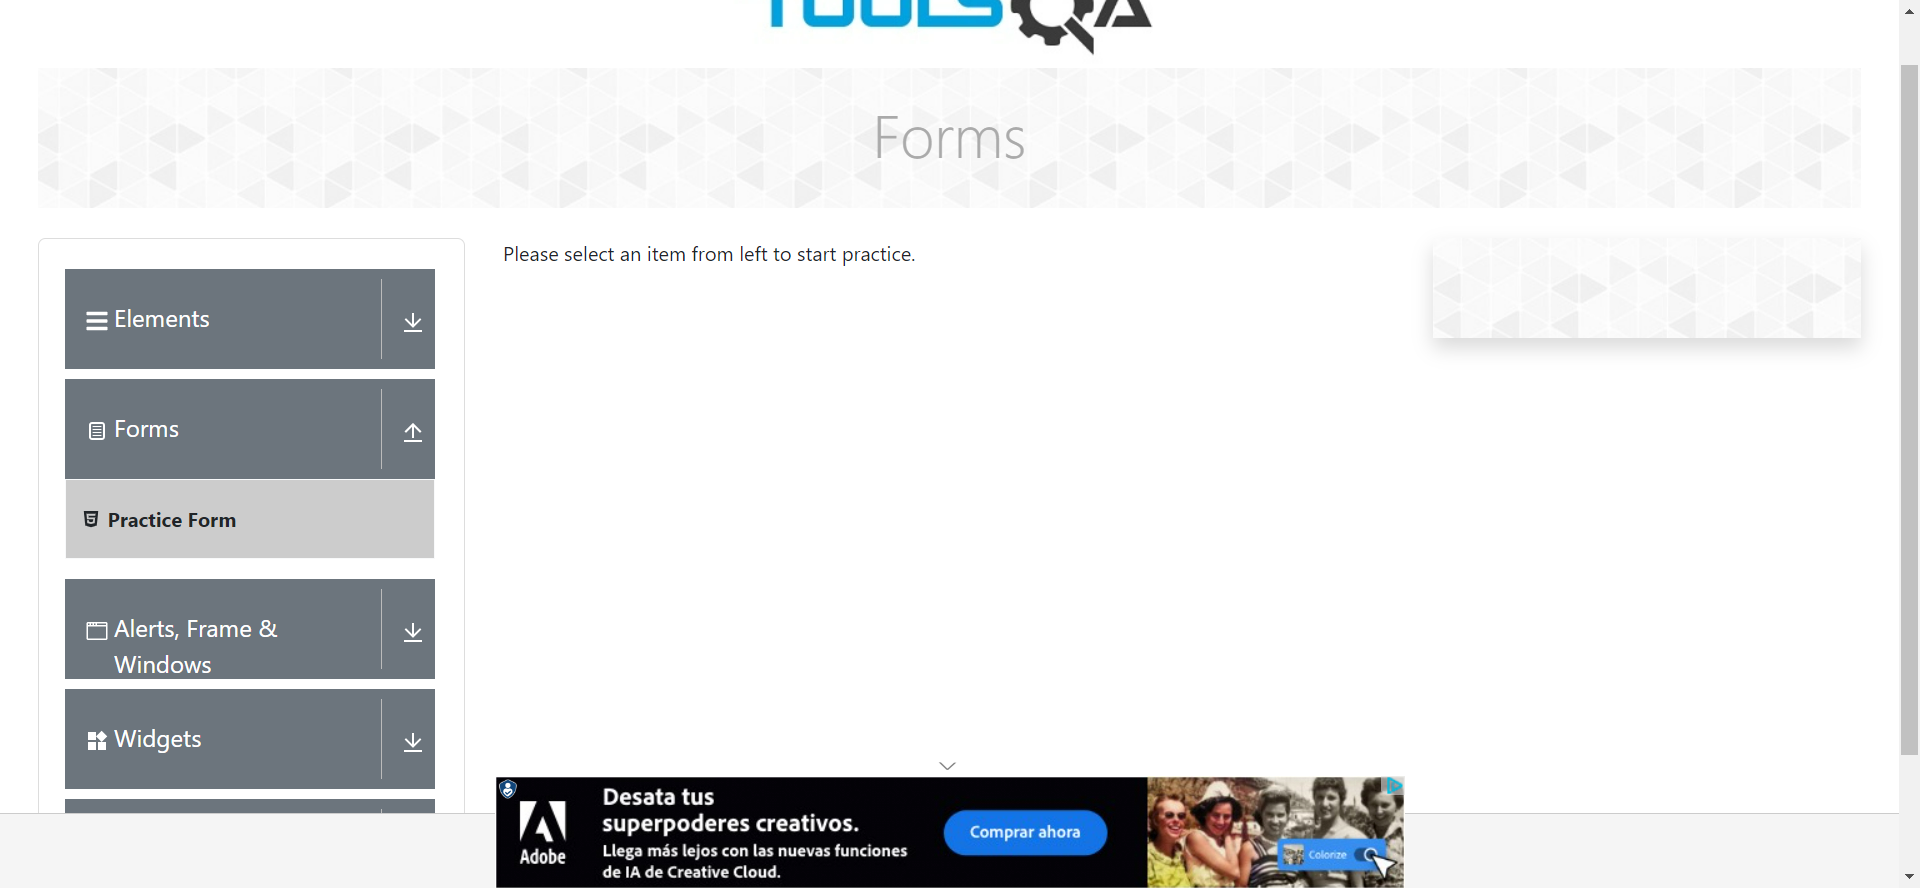 TOOLSQA
Forms
Elements
Forms
Practice Form
Alerts, Frame &
Windows
Widgets
Please select an item from left to start practice.
Adobe
Desata tus
superpoderes creativos.
Llega más lejos con las nuevas funciones
de IA de Creative Cloud.
Comprar ahora
Colorize